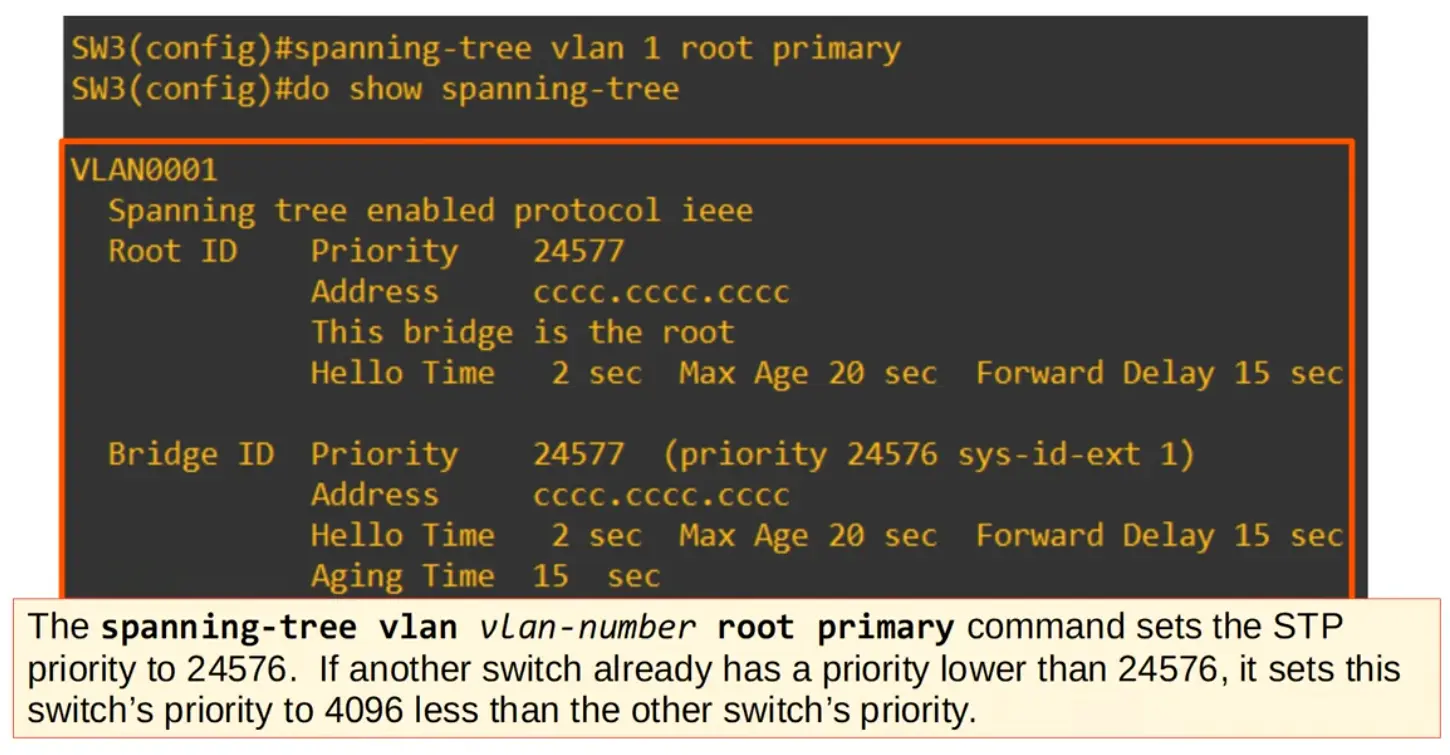 SW3(config)#spanning-tree vlan 1 root primary
SW3(config)#do show spanning-tree
VLAN0001
Spanning tree enabled protocol ieee
Root ID Priority 24577
Address cccc.cccc.cccc
This bridge is the root
Hello Time 2 sec Max Age 20 sec Forward Delay 15 sec
Bridge ID Priority 24577 (priority 24576 sys-id-ext 1)
Address cccc.cccc.cccc
Hello Time 2 sec Max Age 20 sec Forward Delay 15 sec
Aging Time 15 sec
The spanning-tree vlan vlan-number root primary command sets the STP
priority to 24576. If another switch already has a priority lower than 24576, it sets this
switch’s priority to 4096 less than the other switch’s priority.